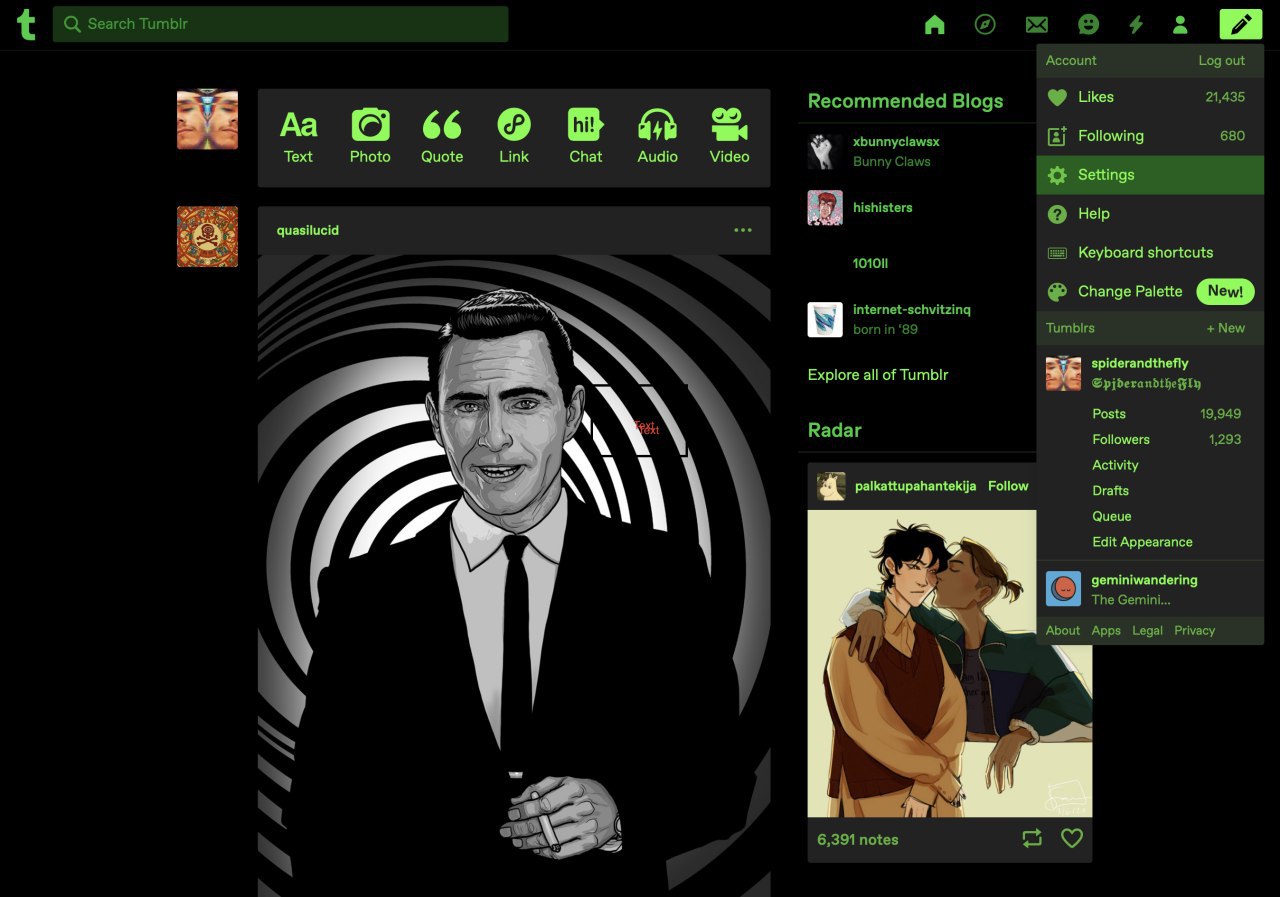 t
Search Tumblr
Account Log out
Likes 21,435
Following 680
Settings
Help
Keyboard shortcuts
Change Palette New!
Tumblrs + New
spiderandthefly
𝕾𝖕𝖎𝖉𝖊𝖗𝖆𝖓𝖉𝖙𝖍𝖊𝕱𝖑𝖞
Posts 19,949
Followers 1,293
Activity
Drafts
Queue
Edit Appearance
geminiwandering
The Gemini...
About Apps Legal Privacy
Aa hi!
Text Photo Quote Link Chat Audio Video
quasilucid
Text
Text
Recommended Blogs
xbunnyclawsx
Bunny Claws
hishisters
1010ll
internet-schvitzinq
born in ‘89
Explore all of Tumblr
Radar
palkattupahantekija Follow
6,391 notes